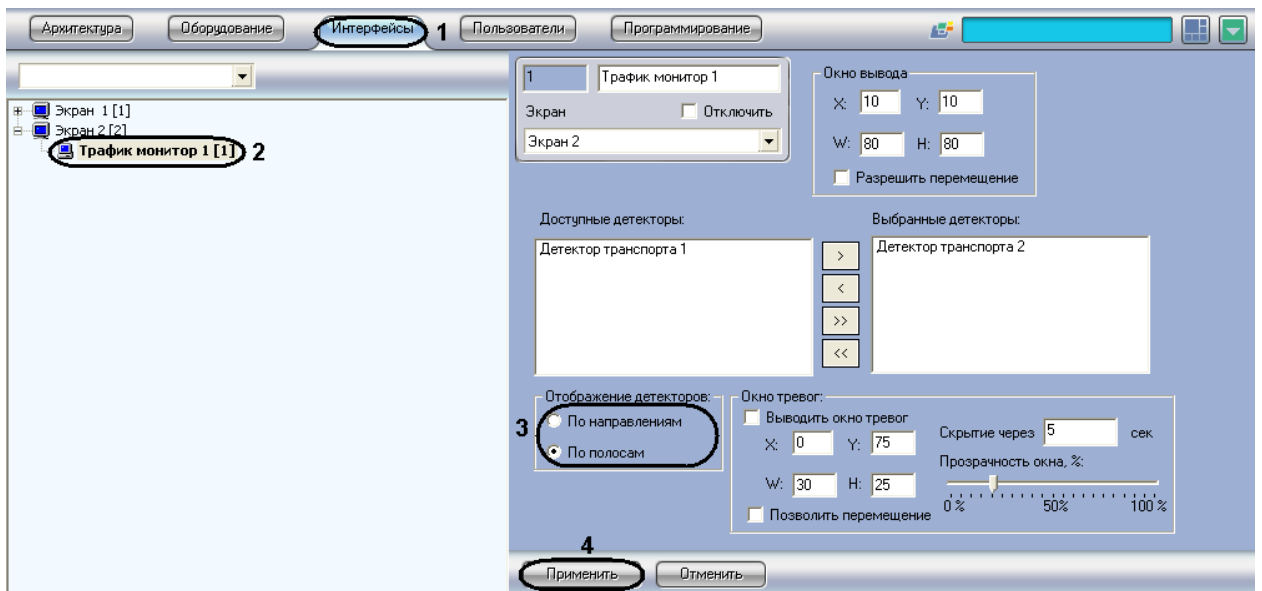 Архитектура Оборудование Интерфейсы 1 Пользователи Программирование
1 Трафик монитор 1
Экран Отключить
Экран 2
Окно вывода
X: 10 Y: 10
W: 80 H: 80
Разрешить перемещение
Экран 1 [1]
Экран 2 [2]
Трафик монитор 1 [1] 2
Доступные детекторы:
Детектор транспорта 1
>
<
>>
<<
Выбранные детекторы:
Детектор транспорта 2
Отображение детекторов:
3
По направлениям
По полосам
Окно тревог:
Выводить окно тревог
X: 0 Y: 75
W: 30 H: 25
Позволить перемещение
Скрытие через 5 сек
Прозрачность окна, %:
0 % 50% 100 %
4
Применить Отменить